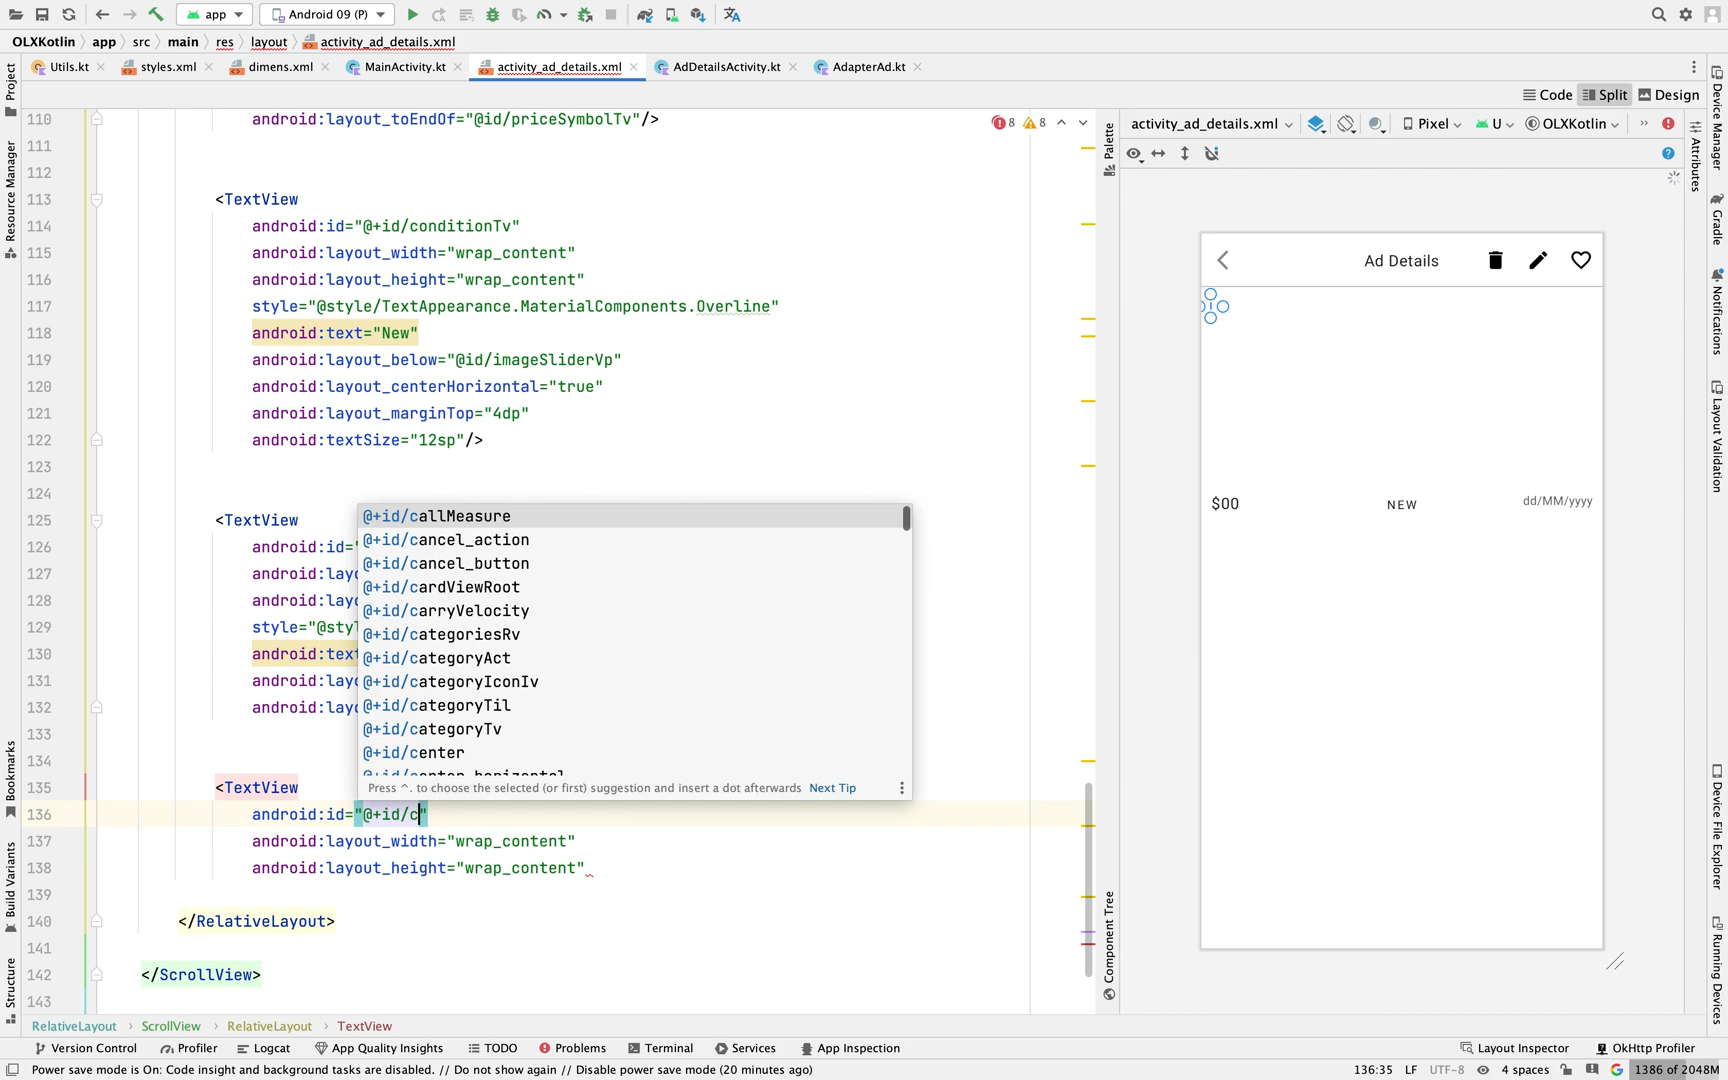 app
Android 09 (P)
OLXKotlin app src main res layout activity_ad_details.xml
Utils.kt styles.xml dimens.xml MainActivity.kt activity_ad_details.xml AdDetailsActivity.kt AdapterAd.kt
Code Split Design
110 android:layout_toEndOf="@id/priceSymbolTv"/>
8 8
activity_ad_details.xml Pixel U OLXKotlin
111
112
113 <TextView
114 android:id="@+id/conditionTv"
115 android:layout_width="wrap_content"
116 android:layout_height="wrap_content"
117 style="@style/TextAppearance.MaterialComponents.Overline"
118 android:text="New"
119 android:layout_below="@id/imageSliderVp"
120 android:layout_centerHorizontal="true"
121 android:layout_marginTop="4dp"
122 android:textSize="12sp"/>
123
124
125 <TextView
126 android:id="
127 android:layo
128 android:layo
129 style="@styl
130 android:text
131 android:layo
132 android:layo
133
134
135 <TextView
136 android:id="@+id/c"
137 android:layout_width="wrap_content"
138 android:layout_height="wrap_content"
139
140 </RelativeLayout>
141
142 </ScrollView>
143
@+id/callMeasure
@+id/cancel_action
@+id/cancel_button
@+id/cardViewRoot
@+id/carryVelocity
@+id/categoriesRv
@+id/categoryAct
@+id/categoryIconIv
@+id/categoryTil
@+id/categoryTv
@+id/center
@+id/center_horizontal
Press ^. to choose the selected (or first) suggestion and insert a dot afterwards Next Tip
Ad Details
$00 NEW dd/MM/yyyy
Project
Resource Manager
Bookmarks
Build Variants
Structure
Palette
Component Tree
Attributes
Device Manager
Gradle
Notifications
Layout Validation
Device File Explorer
Running Devices
RelativeLayout ScrollView RelativeLayout TextView
Version Control Profiler Logcat App Quality Insights TODO Problems Terminal Services App Inspection Layout Inspector OkHttp Profiler
Power save mode is On: Code insight and background tasks are disabled. // Do not show again // Disable power save mode (20 minutes ago) 136:35 LF UTF-8 4 spaces 1386 of 2048M